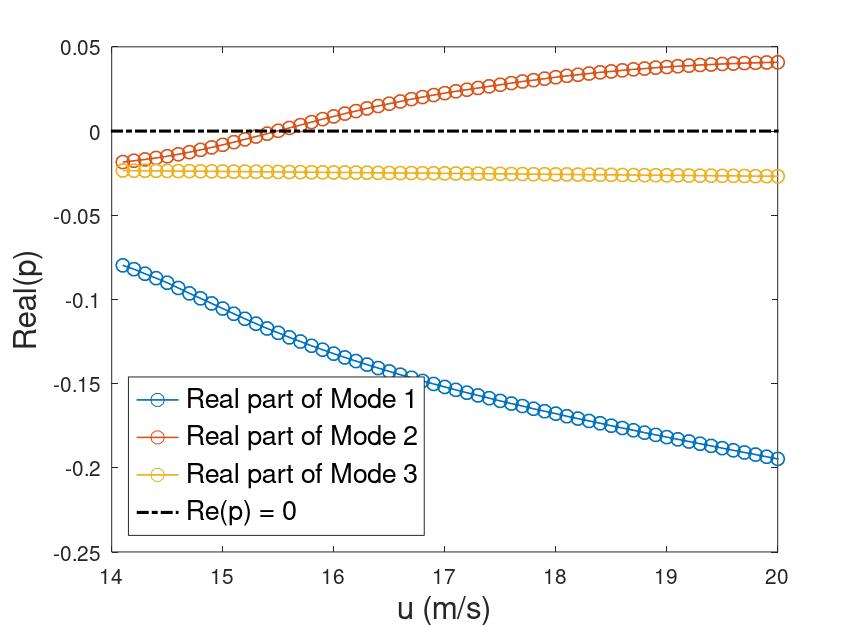 0.05
0
-0.05
-0.1
-0.15
-0.2
-0.25
Real(p)
Real part of Mode 1
Real part of Mode 2
Real part of Mode 3
Re(p) = 0
14 15 16 17 18 19 20
u (m/s)